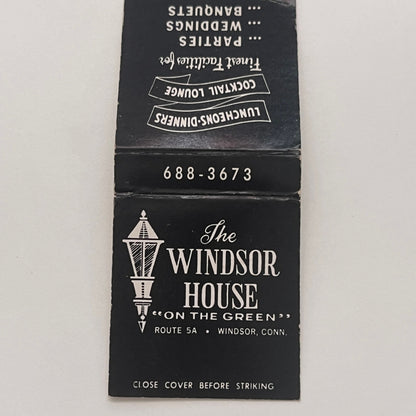 The
WINDSOR
HOUSE
"ON THE GREEN"
ROUTE 5A • WINDSOR, CONN.
CLOSE COVER BEFORE STRIKING
688-3673
LUNCHEONS-DINNERS
COCKTAIL LOUNGE
Finest Facilities for
PARTIES
... WEDDINGS
... BANQUETS